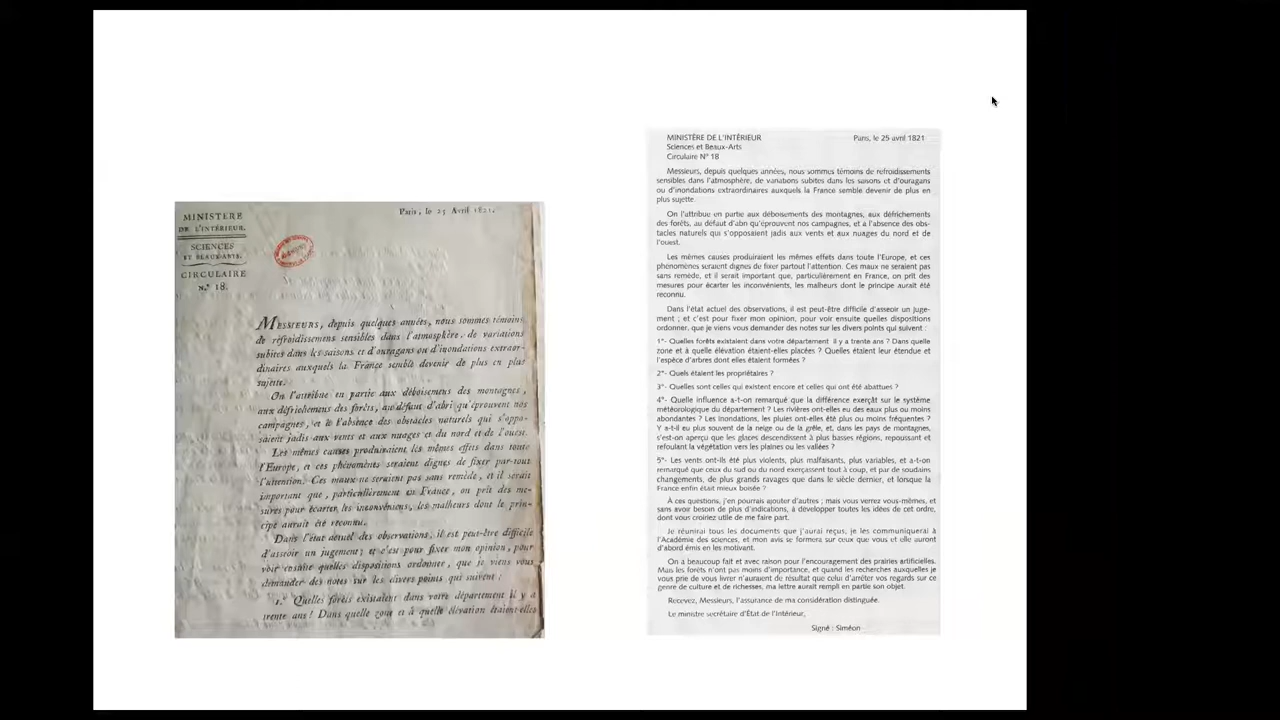 MINISTERE
DE L'INTÉRIEUR.
SCIENCES
ET BEAUX-ARTS.
CIRCULAIRE
N.° 18.
Paris, le 25 Avril 1821.
MESSIEURS, depuis quelques années, nous sommes témoins
de refroidissemens sensibles dans l'atmosphère, de variations
subites dans les saisons et d'ouragans ou d'inondations extraor-
dinaires auxquels la France semble devenir de plus en plus
sujette.
On l'attribue en partie aux déboisemens des montagnes,
aux défrichemens des forêts, au défaut d'abri qu'éprouvent nos
campagnes, et à l'absence des obstacles naturels qui s'oppo-
saient jadis aux vents et aux nuages et du nord et de l'ouest.
Les mêmes causes produiraient les mêmes effets dans toute
l'Europe, et ces phénomènes seraient dignes de fixer par-tout
l'attention. Ces maux ne seraient pas sans remède, et il serait
important que, particulièrement en France, on prît des me-
sures pour écarter les inconvéniens, les malheurs dont le prin-
cipe aurait été reconnu.
Dans l'état actuel des observations, il est peut-être difficile
d'asseoir un jugement; et c'est pour fixer mon opinion, pour
voir ensuite quelles dispositions ordonner, que je viens vous
demander des notes sur les divers points qui suivent :
1.° Quelles forêts existaient dans votre département il y a
trente ans ! Dans quelle zone et à quelle élévation étaient-elles
MINISTÈRE DE L'INTÉRIEUR
Paris, le 25 avril 1821
Sciences et Beaux-Arts
Circulaire N° 18
Messieurs, depuis quelques années, nous sommes témoins de refroidissements
sensibles dans l'atmosphère, de variations subites dans les saisons et d'ouragans
ou d'inondations extraordinaires auxquels la France semble devenir de plus en
plus sujette.
On l'attribue en partie aux déboisements des montagnes, aux défrichements
des forêts, au défaut d'abri qu'éprouvent nos campagnes, et à l'absence des obs-
tacles naturels qui s'opposaient jadis aux vents et aux nuages du nord et de
l'ouest.
Les mêmes causes produiraient les mêmes effets dans toute l'Europe, et ces
phénomènes seraient dignes de fixer partout l'attention. Ces maux ne seraient pas
sans remède, et il serait important que, particulièrement en France, on prît des
mesures pour écarter les inconvénients, les malheurs dont le principe aurait été
reconnu.
Dans l'état actuel des observations, il est peut-être difficile d'asseoir un juge-
ment ; et c'est pour fixer mon opinion, pour voir ensuite quelles dispositions
ordonner, que je viens vous demander des notes sur les divers points qui suivent :
1°- Quelles forêts existaient dans votre département il y a trente ans ? Dans quelle
zone et à quelle élévation étaient-elles placées ? Quelles étaient leur étendue et
l'espèce d'arbres dont elles étaient formées ?
2°- Quels étaient les propriétaires ?
3°- Quelles sont celles qui existent encore et celles qui ont été abattues ?
4°- Quelle influence a-t-on remarqué que la différence exerçât sur le système
météorologique du département ? Les rivières ont-elles eu des eaux plus ou moins
abondantes ? Les inondations, les pluies ont-elles été plus ou moins fréquentes ?
Y a-t-il eu plus souvent de la neige ou de la grêle, et, dans les pays de montagnes,
s'est-on aperçu que les glaces descendissent à plus basses régions, repoussant et
refoulant la végétation vers les plaines ou les vallées ?
5°- Les vents ont-ils été plus violents, plus malfaisants, plus variables, et a-t-on
remarqué que ceux du sud ou du nord exerçassent tout à coup, et par de soudains
changements, de plus grands ravages que dans le siècle dernier, et lorsque la
France enfin était mieux boisée ?
À ces questions, j'en pourrais ajouter d'autres ; mais vous verrez vous-mêmes, et
sans avoir besoin de plus d'indications, à développer toutes les idées de cet ordre,
dont vous croiriez utile de me faire part.
Je réunirai tous les documents que j'aurai reçus, je les communiquerai à
l'Académie des sciences, et mon avis se formera sur ceux que vous et elle auront
d'abord émis en les motivant.
On a beaucoup fait et avec raison pour l'encouragement des prairies artificielles.
Mais les forêts n'ont pas moins d'importance, et quand les recherches auxquelles je
vous prie de vous livrer n'auraient de résultat que celui d'arrêter vos regards sur ce
genre de culture et de richesses, ma lettre aurait rempli en partie son objet.
Recevez, Messieurs, l'assurance de ma considération distinguée.
Le ministre secrétaire d'État de l'Intérieur,
Signé : Siméon